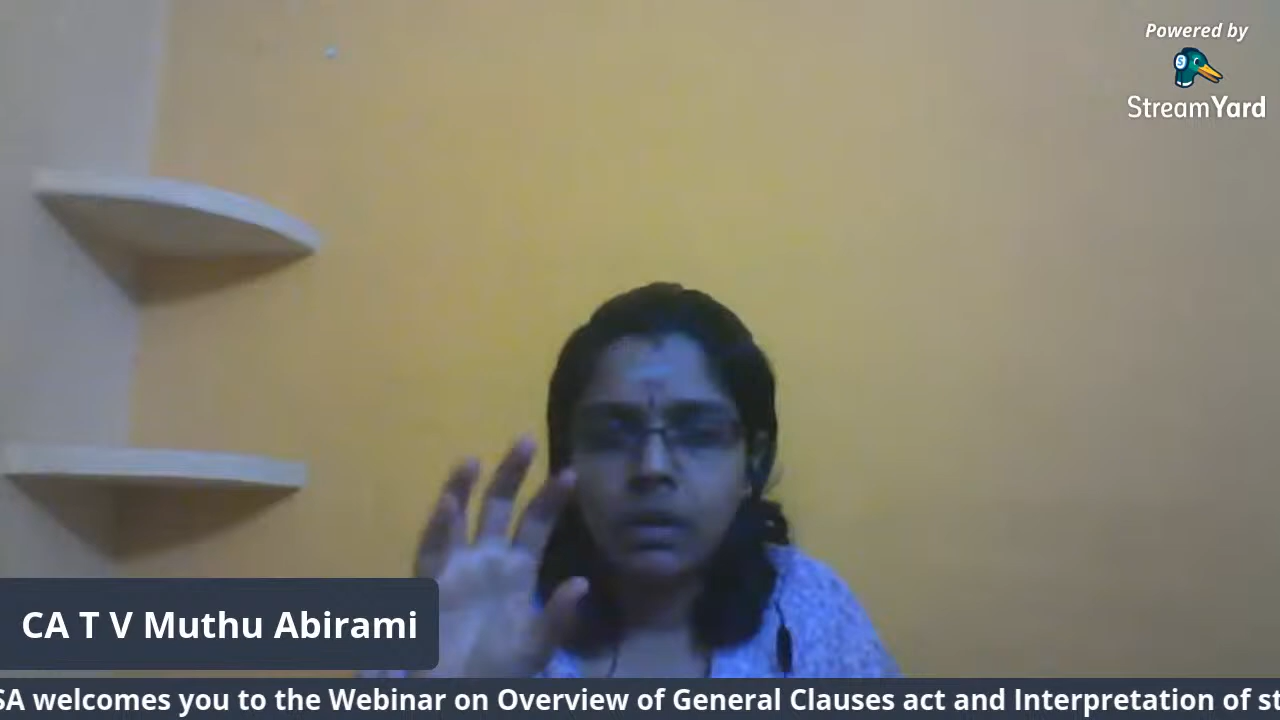 Powered by
StreamYard
CA T V Muthu Abirami
SA welcomes you to the Webinar on Overview of General Clauses act and Interpretation of st